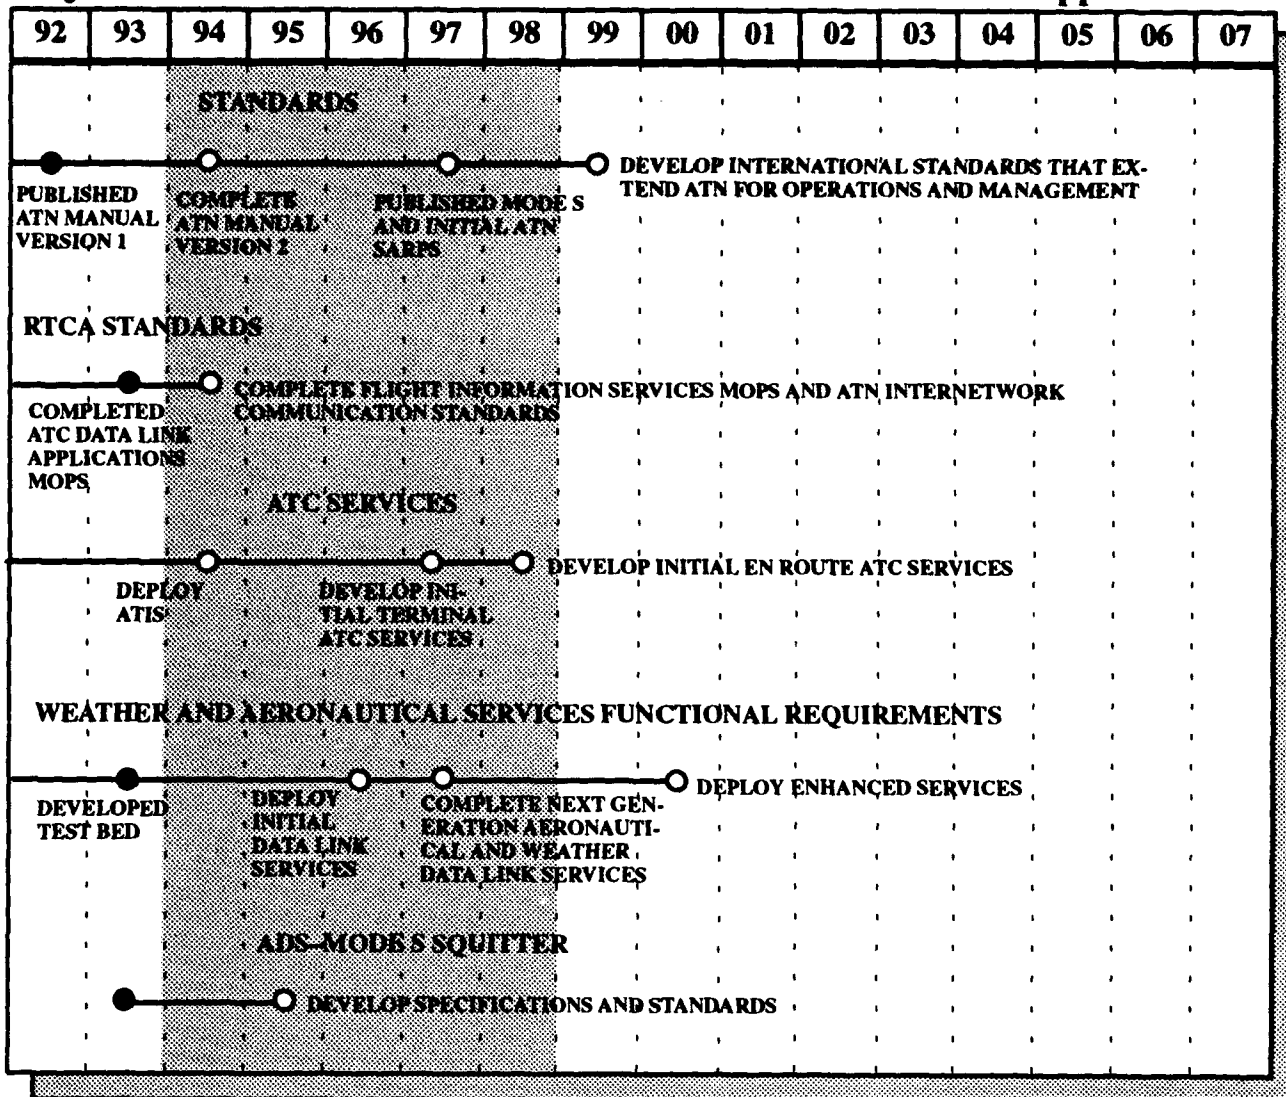 92 93 94 95 96 97 98 99 00 01 02 03 04 05 06 07
STANDARDS
DEVELOP INTERNATIONAL STANDARDS THAT EX-
TEND ATN FOR OPERATIONS AND MANAGEMENT
PUBLISHED
ATN MANUAL
VERSION 1
COMPLETE
ATN MANUAL
VERSION 2
PUBLISHED MODE S
AND INITIAL ATN
SARPS
RTCA STANDARDS
COMPLETE FLIGHT INFORMATION SERVICES MOPS AND ATN INTERNETWORK
COMMUNICATION STANDARDS
COMPLETED
ATC DATA LINK
APPLICATIONS
MOPS
ATC SERVICES
DEVELOP INITIAL EN ROUTE ATC SERVICES
DEPLOY
ATIS
DEVELOP INI-
TIAL TERMINAL
ATC SERVICES
WEATHER AND AERONAUTICAL SERVICES FUNCTIONAL REQUIREMENTS
DEPLOY ENHANCED SERVICES
DEVELOPED
TEST BED
DEPLOY
INITIAL
DATA LINK
SERVICES
COMPLETE NEXT GEN-
ERATION AERONAUTI-
CAL AND WEATHER
DATA LINK SERVICES
ADS-MODE S SQUITTER
DEVELOP SPECIFICATIONS AND STANDARDS